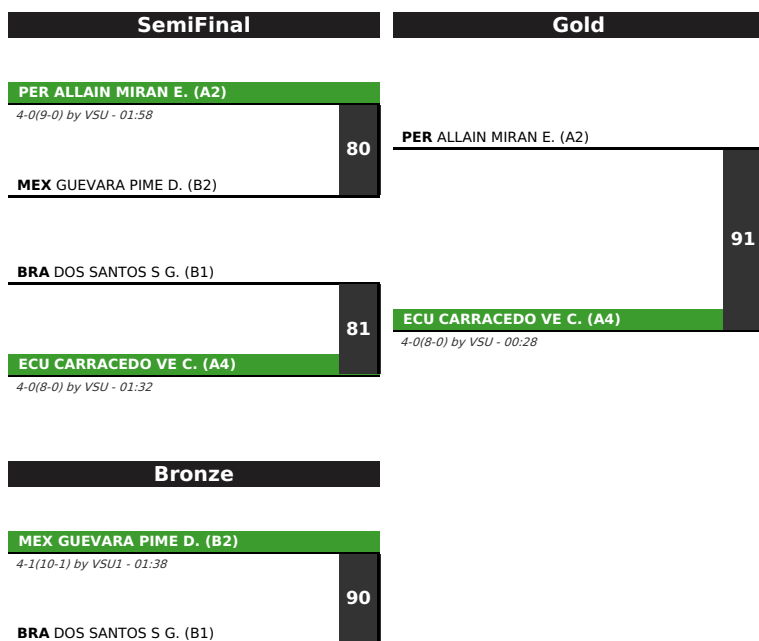 SemiFinal
PER ALLAIN MIRAN E. (A2)
4-0(9-0) by VSU - 01:58
80
MEX GUEVARA PIME D. (B2)
BRA DOS SANTOS S G. (B1)
81
ECU CARRACEDO VE C. (A4)
4-0(8-0) by VSU - 01:32
Gold
PER ALLAIN MIRAN E. (A2)
91
ECU CARRACEDO VE C. (A4)
4-0(8-0) by VSU - 00:28
Bronze
MEX GUEVARA PIME D. (B2)
4-1(10-1) by VSU1 - 01:38
90
BRA DOS SANTOS S G. (B1)